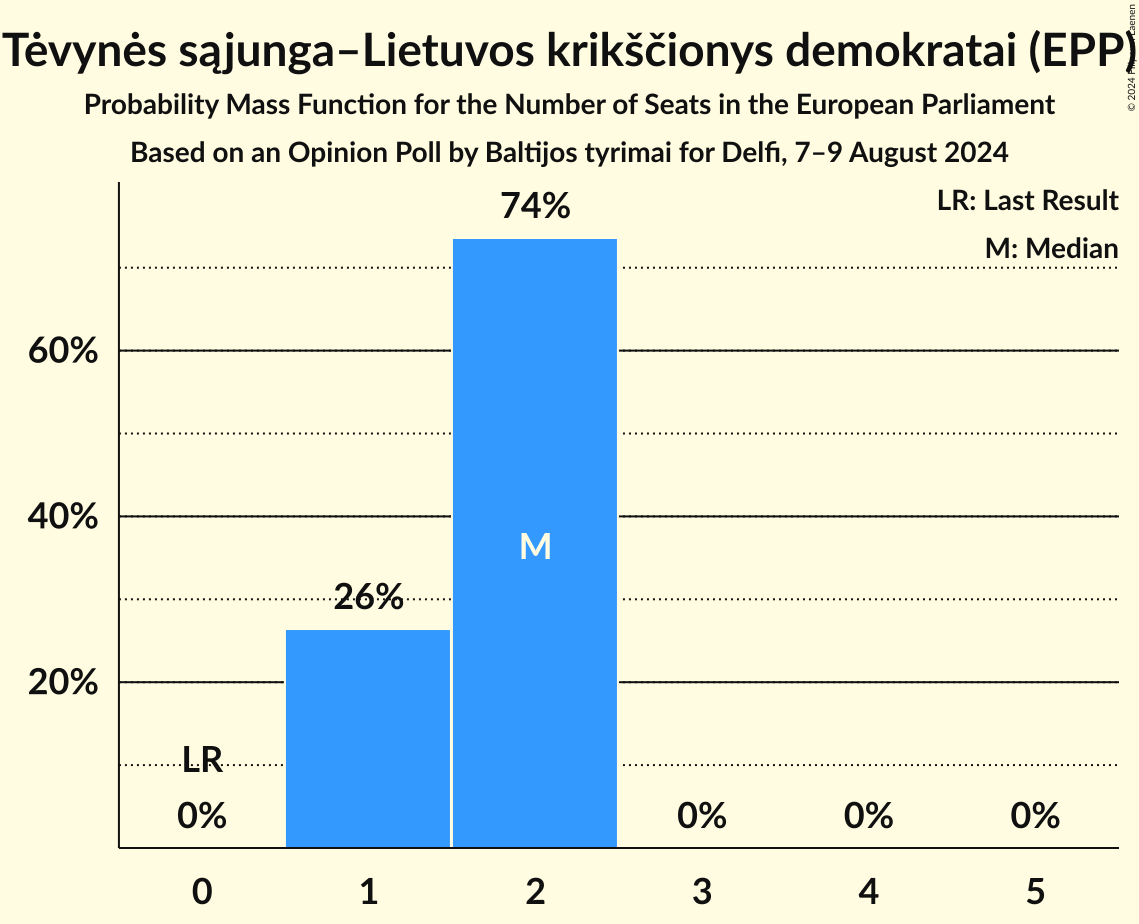 Tėvynės sąjunga–Lietuvos krikščionys demokratai (EPP)
© 2024 Laenen
Probability Mass Function for the Number of Seats in the European Parliament
Based on an Opinion Poll by Baltijos tyrimai for Delfi, 7–9 August 2024
LR: Last Result
M: Median
74%
60%
40%
M
26%
20%
LR
0%
0%
0%
0%
0 1 2 3 4 5